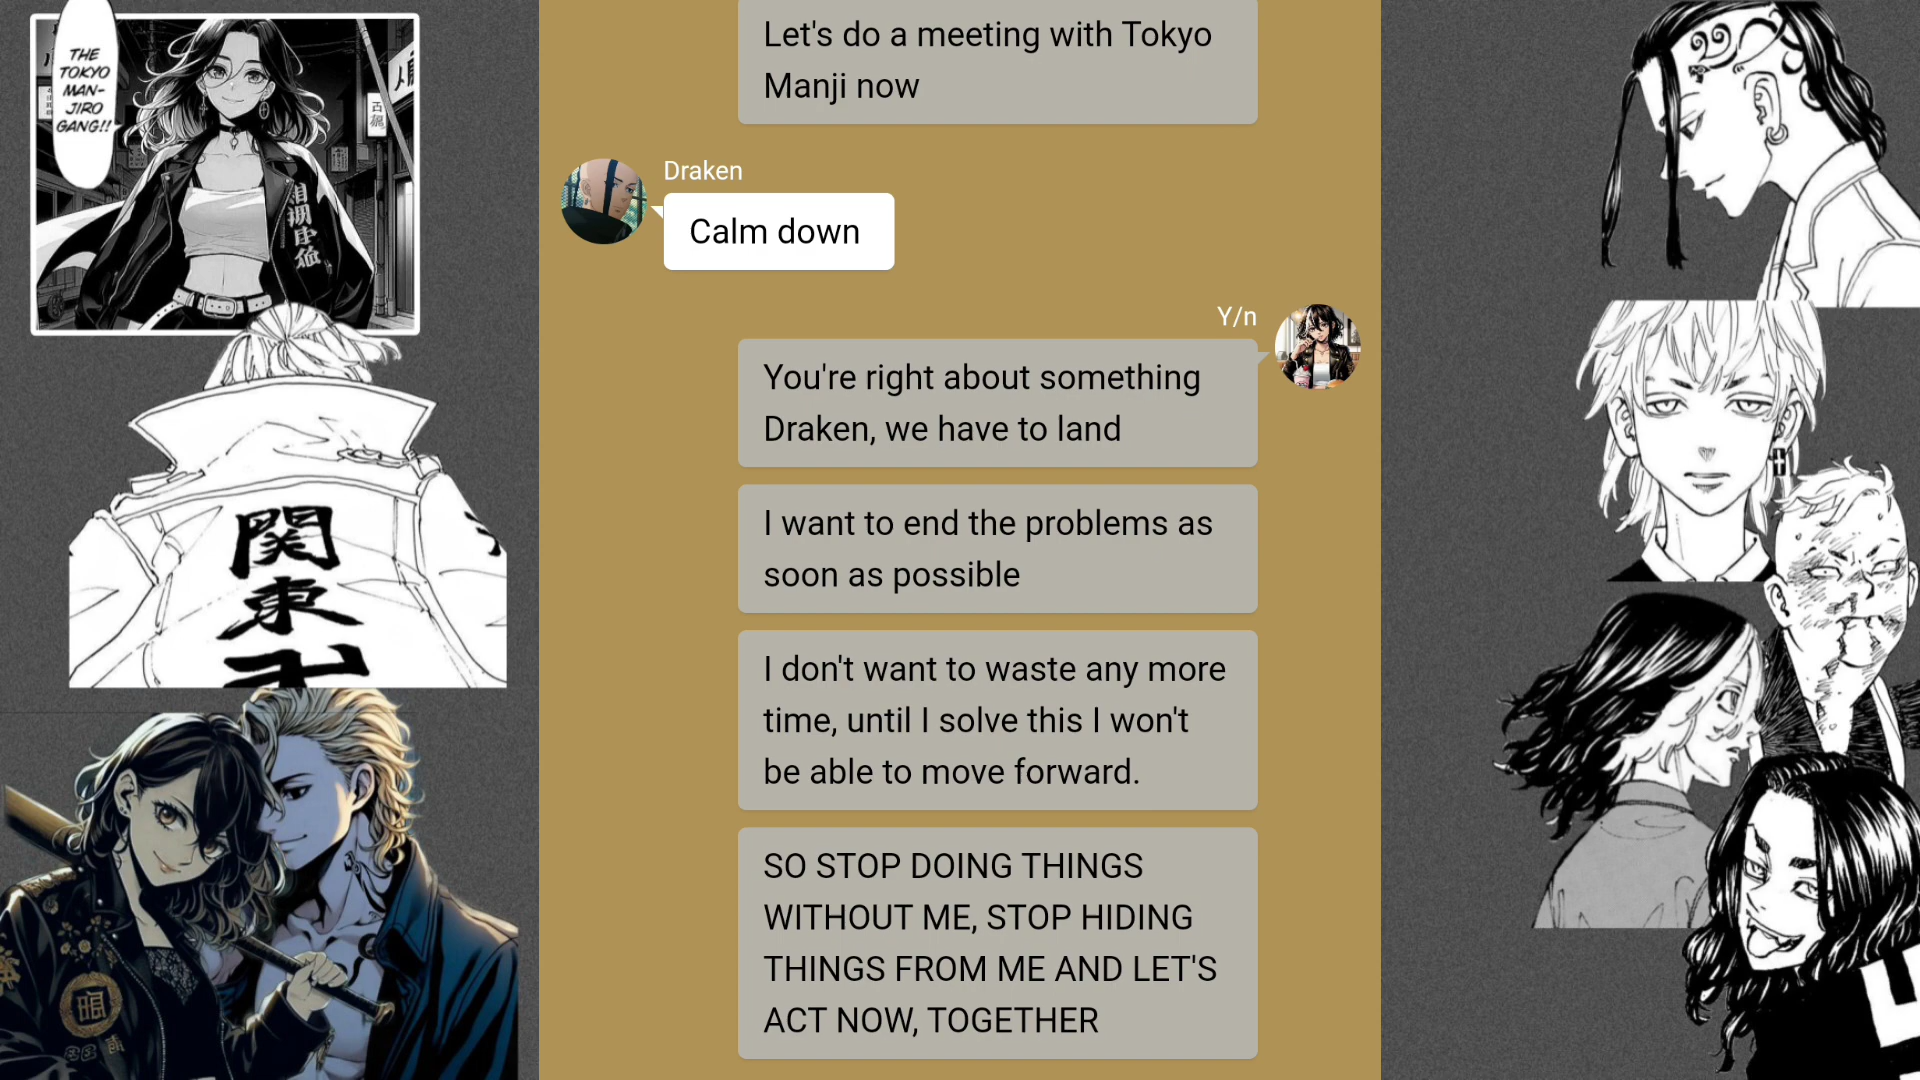 THE
TOKYO
MAN-
JIRO
GANG!!
関
東
卍
Let's do a meeting with Tokyo
Manji now
Draken
Calm down
Y/n
You're right about something
Draken, we have to land
I want to end the problems as
soon as possible
I don't want to waste any more
time, until I solve this I won't
be able to move forward.
SO STOP DOING THINGS
WITHOUT ME, STOP HIDING
THINGS FROM ME AND LET'S
ACT NOW, TOGETHER